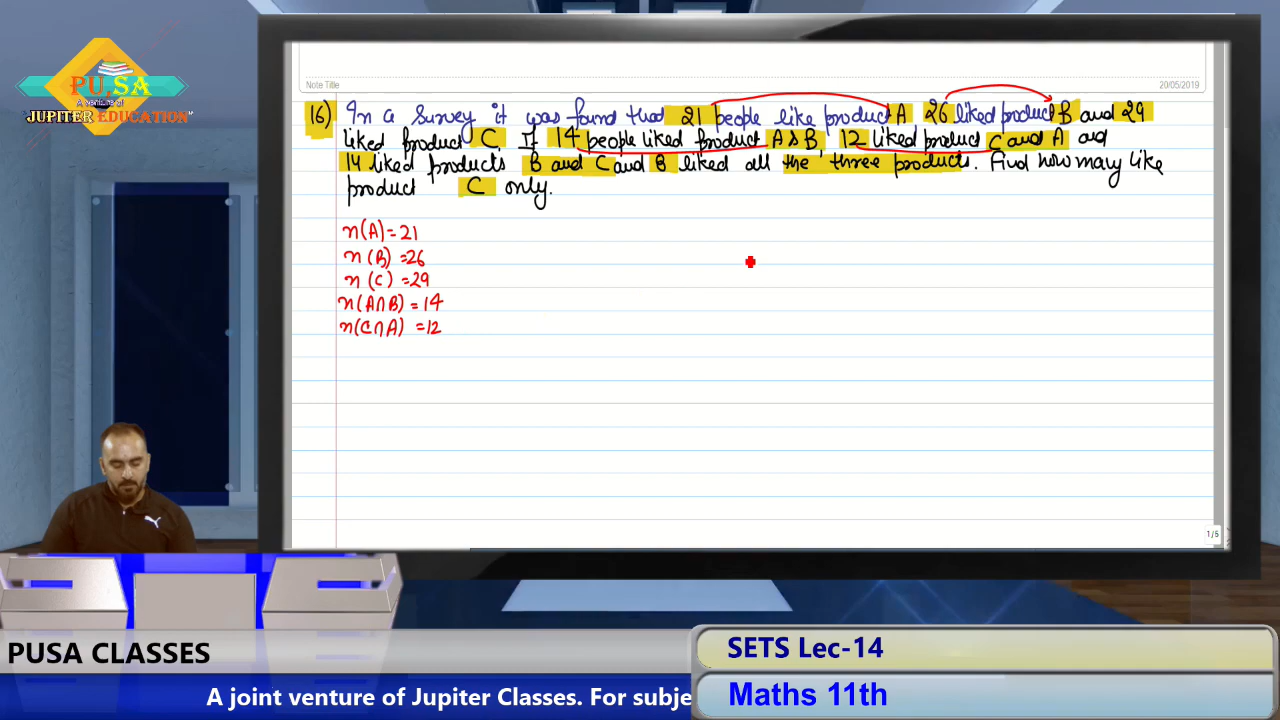 PU,SA
A venture of
"JUPITER EDUCATION"
Note Title
20/05/2019
16) In a survey it was found that 21 people like product A 26 liked product B and 29
liked product C. If 14 people liked product A & B, 12 liked product C and A and
14 liked products B and C and 8 liked all the three products. Find how may like
product C only.
n(A)=21
n(B)=26
n(C)=29
n(A∩B)=14
n(C∩A)=12
1/5
PUSA CLASSES
SETS Lec-14
A joint venture of Jupiter Classes. For subje
Maths 11th